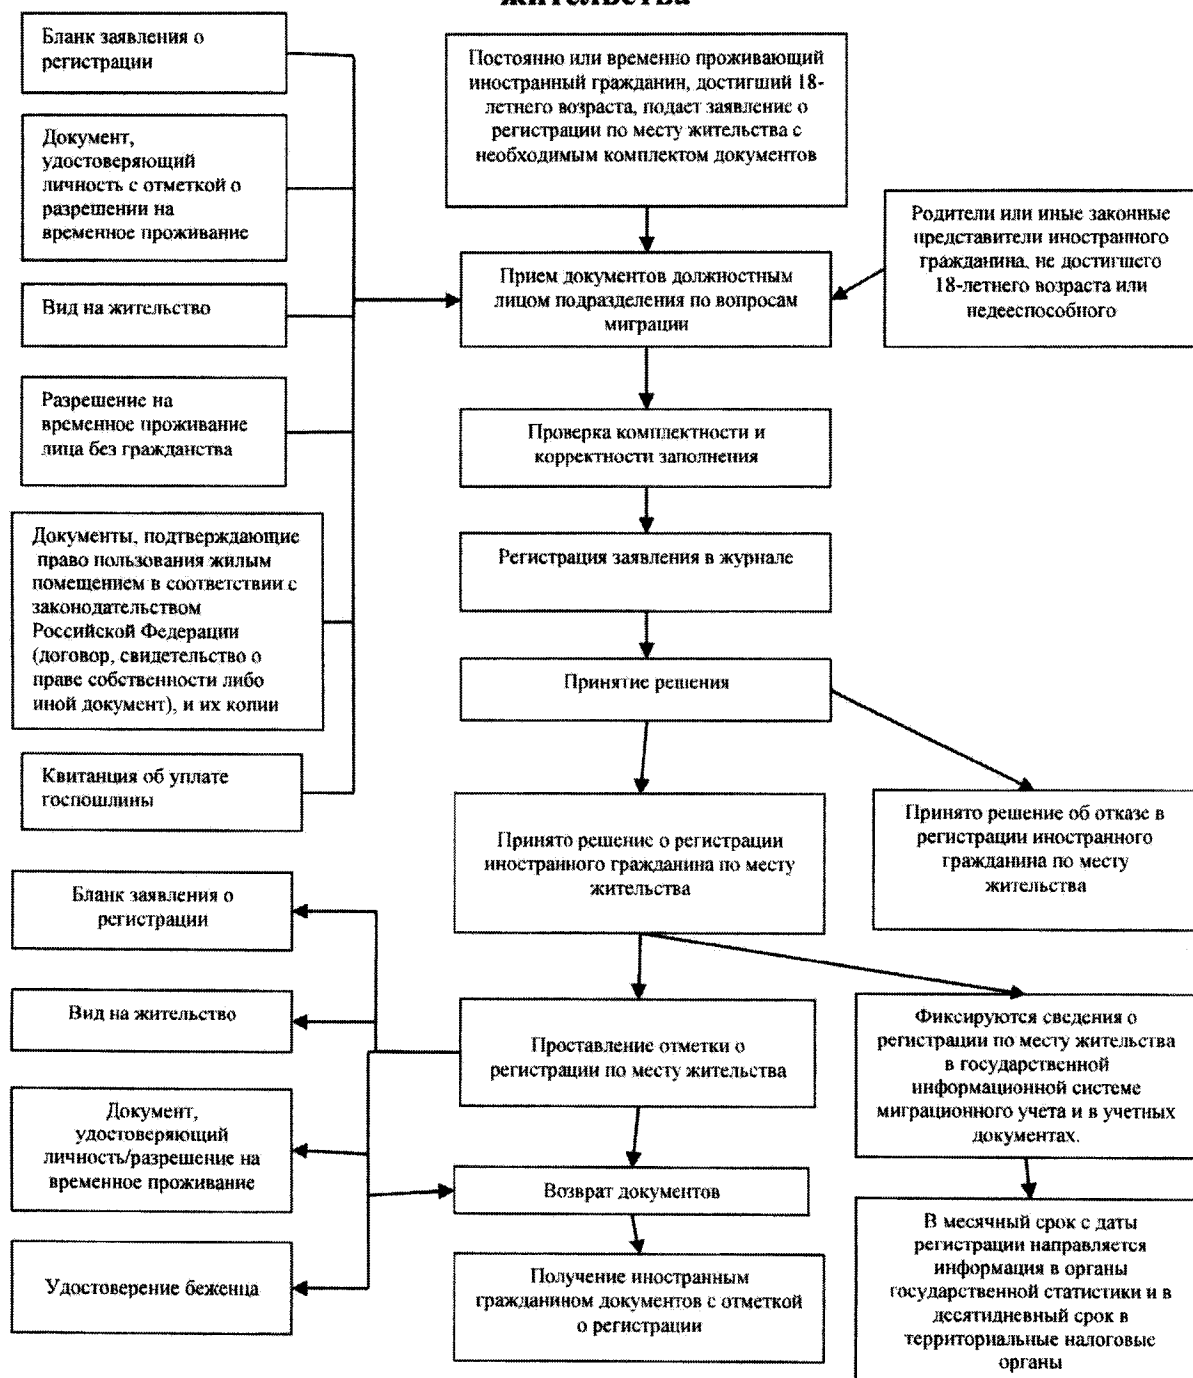 жительства
Бланк заявления о
регистрации
Постоянно или временно проживающий
иностранный гражданин, достигший 18-
летнего возраста, подает заявление о
регистрации по месту жительства с
необходимым комплектом документов
Документ,
удостоверяющий
личность с отметкой о
разрешении на
временное проживание
Родители или иные законные
представители иностранного
гражданина, не достигшего
18-летнего возраста или
недееспособного
Прием документов должностным
лицом подразделения по вопросам
миграции
Вид на жительство
Разрешение на
временное проживание
лица без гражданства
Проверка комплектности и
корректности заполнения
Документы, подтверждающие
право пользования жилым
помещением в соответствии с
законодательством
Российской Федерации
(договор, свидетельство о
праве собственности либо
иной документ), и их копии
Регистрация заявления в журнале
Принятие решения
Квитанция об уплате
госпошлины
Принято решение о регистрации
иностранного гражданина по месту
жительства
Принято решение об отказе в
регистрации иностранного
гражданина по месту
жительства
Бланк заявления о
регистрации
Вид на жительство
Проставление отметки о
регистрации по месту жительства
Фиксируются сведения о
регистрации по месту жительства
в государственной
информационной системе
миграционного учета и в учетных
документах.
Документ,
удостоверяющий
личность/разрешение на
временное проживание
Возврат документов
Удостоверение беженца
Получение иностранным
гражданином документов с отметкой
о регистрации
В месячный срок с даты
регистрации направляется
информация в органы
государственной статистики и в
десятидневный срок в
территориальные налоговые
органы